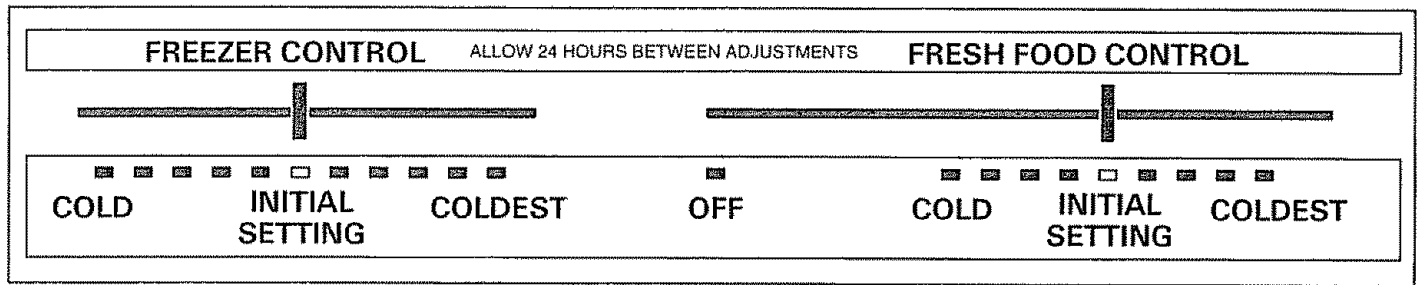 FREEZER CONTROL ALLOW 24 HOURS BETWEEN ADJUSTMENTS FRESH FOOD CONTROL
COLD INITIAL SETTING COLDEST OFF COLD INITIAL SETTING COLDEST